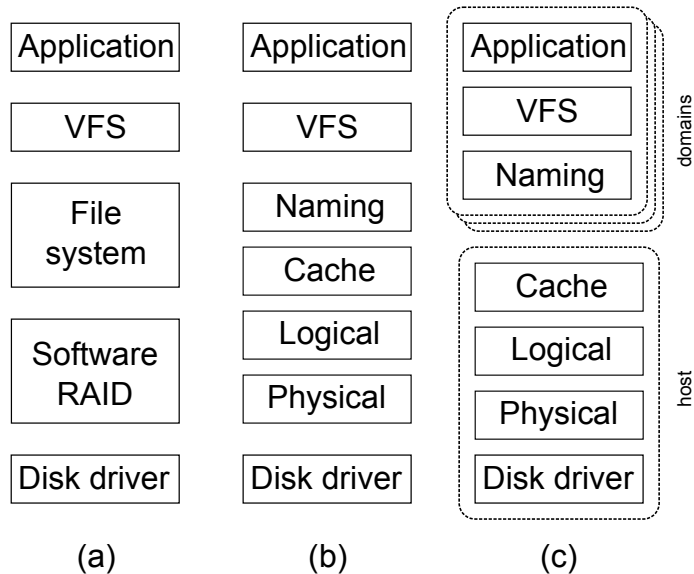 Application
VFS
File
system
Software
RAID
Disk driver
(a)
Application
VFS
Naming
Cache
Logical
Physical
Disk driver
(b)
Application
VFS
Naming
domains
Cache
Logical
Physical
Disk driver
host
(c)